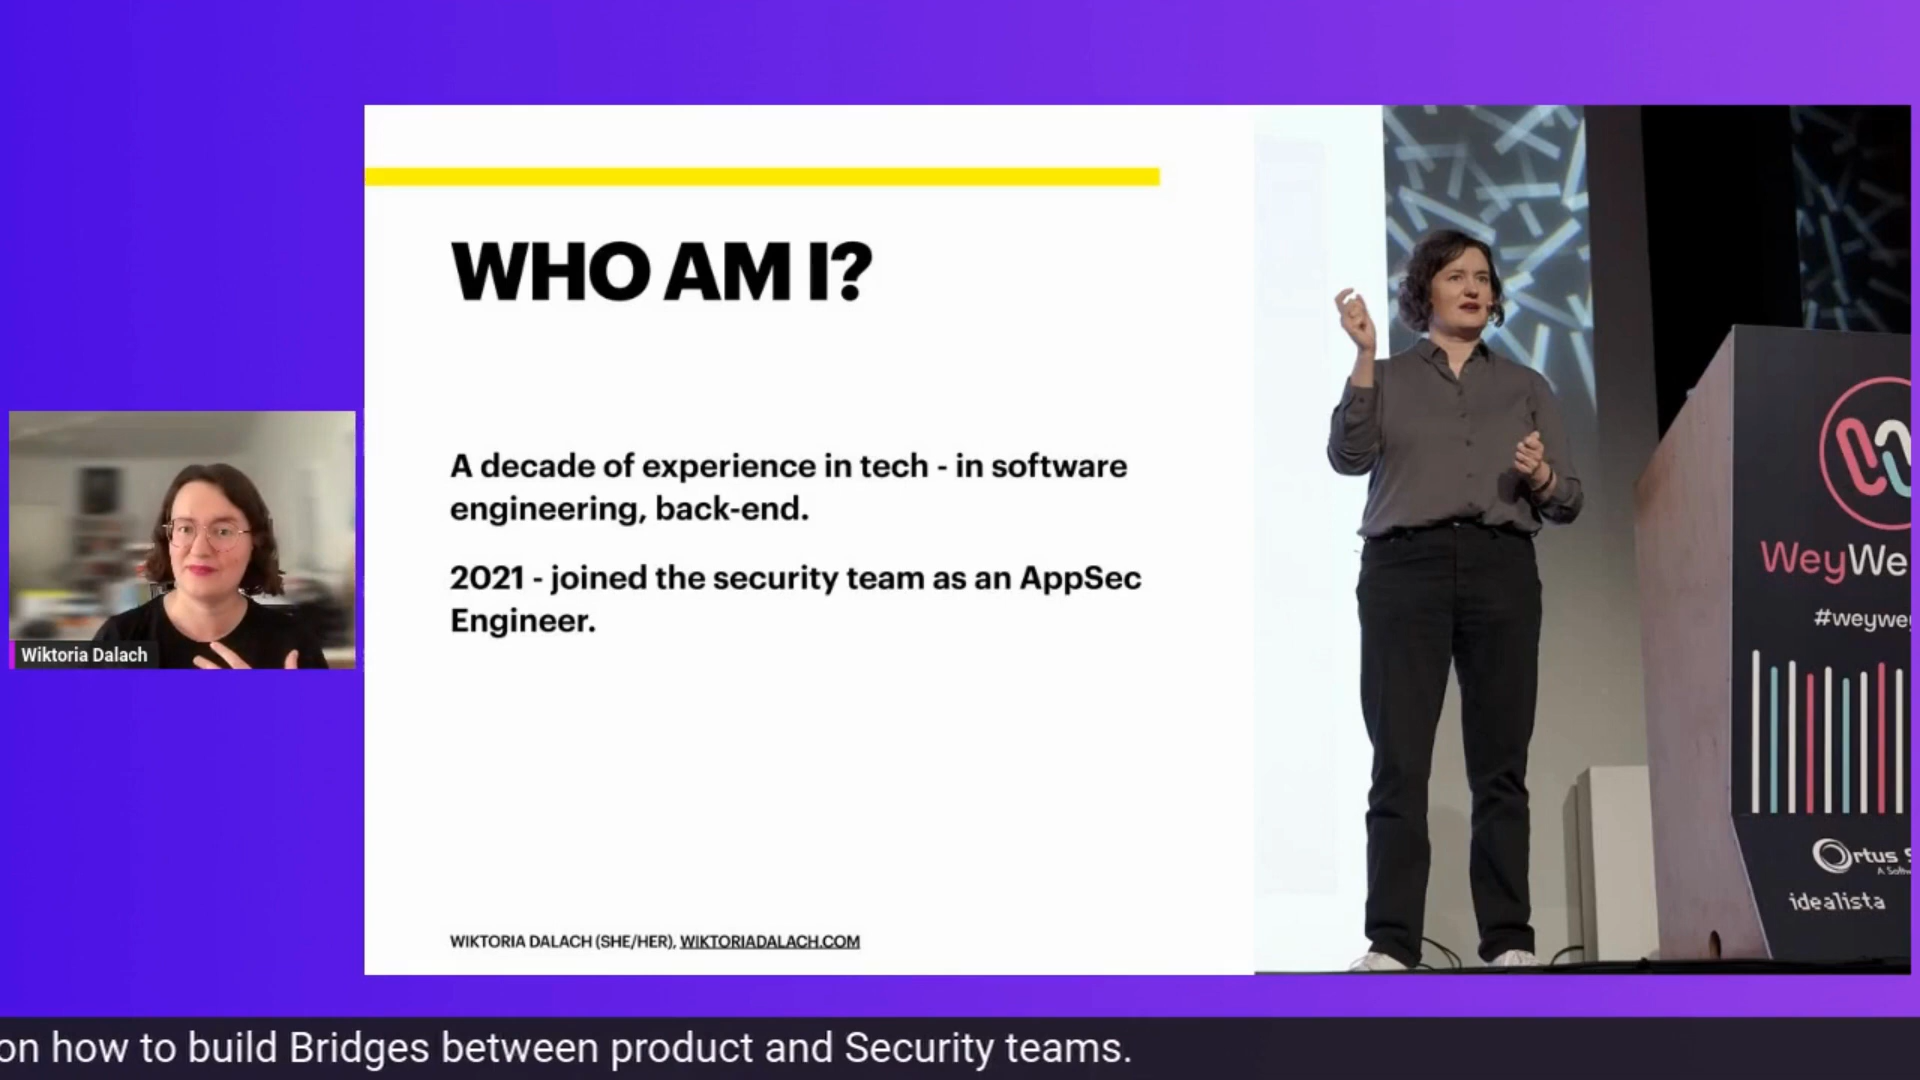 WHO AM I?
A decade of experience in tech - in software
engineering, back-end.
2021 - joined the security team as an AppSec
Engineer.
WIKTORIA DALACH (SHE/HER), WIKTORIADALACH.COM
Wiktoria Dalach
WeyWe
#weywey
rtus S
A Softw
idealista
on how to build Bridges between product and Security teams.